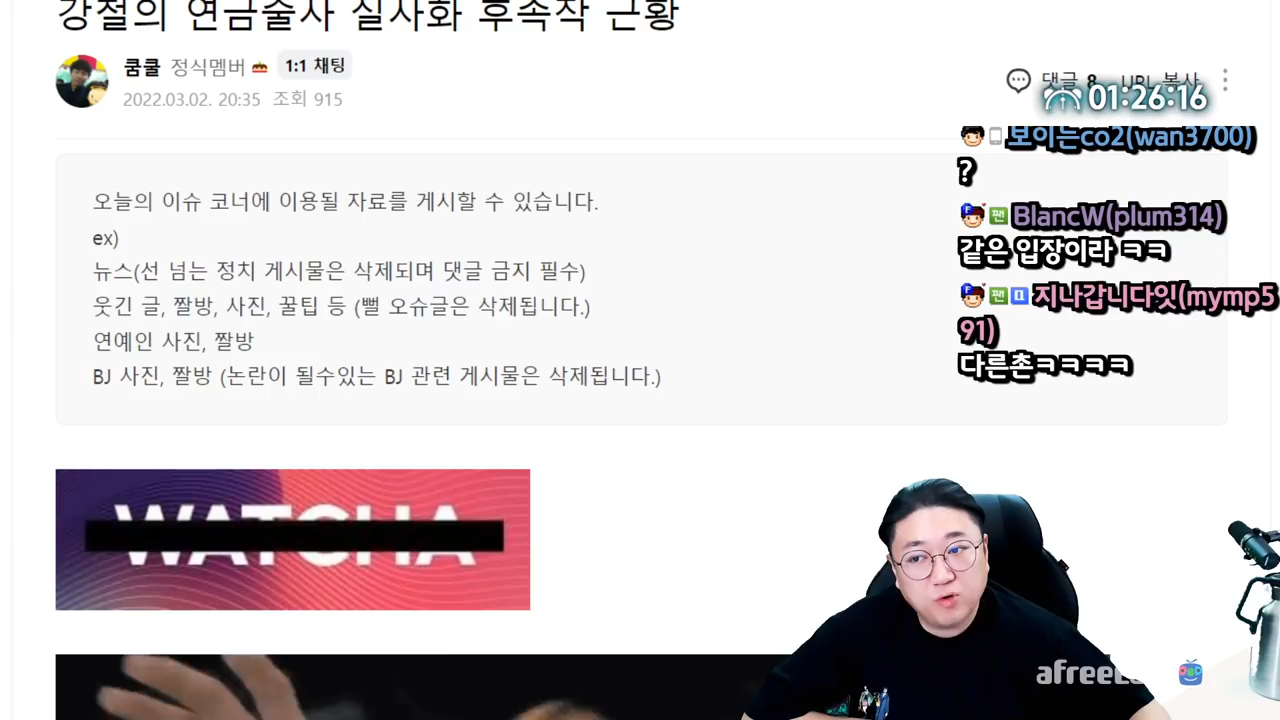 강철의 연금술사 실사화 후속작 근황
쿰쿨 정식멤버 1:1 채팅
2022.03.02. 20:35 조회 915
댓글 8 URL 복사
01:26:16
보이는co2(wan3700)
?
BlancW(plum314)
같은 입장이라 ㅋㅋ
지나갑니다잇(mymp5
91)
다른촌ㅋㅋㅋㅋ
오늘의 이슈 코너에 이용될 자료를 게시할 수 있습니다.
ex)
뉴스(선 넘는 정치 게시물은 삭제되며 댓글 금지 필수)
웃긴 글, 짤방, 사진, 꿀팁 등 (뻘 오슈글은 삭제됩니다.)
연예인 사진, 짤방
BJ 사진, 짤방 (논란이 될수있는 BJ 관련 게시물은 삭제됩니다.)
WATCHA